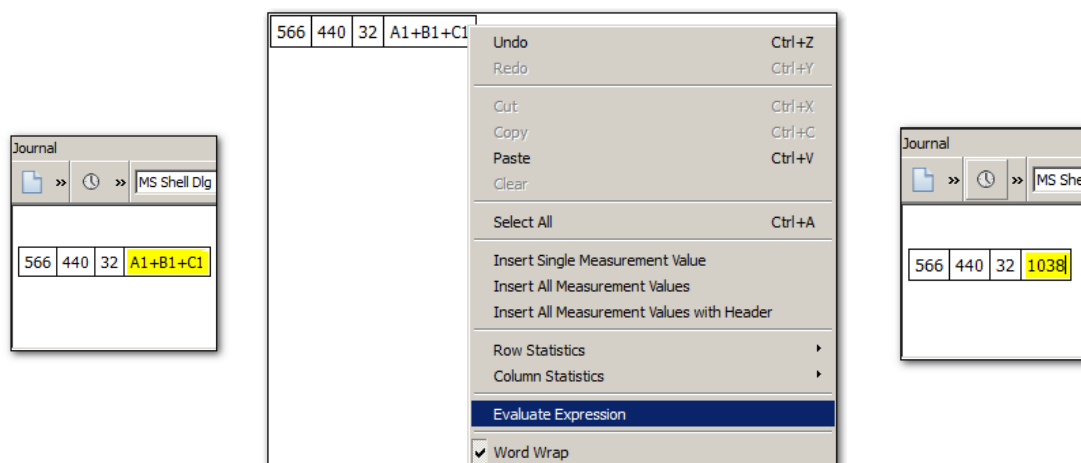 Journal
» » MS Shell Dlg
566 440 32 A1+B1+C1
566 440 32 A1+B1+C1
Undo Ctrl+Z
Redo Ctrl+Y
Cut Ctrl+X
Copy Ctrl+C
Paste Ctrl+V
Clear
Select All Ctrl+A
Insert Single Measurement Value
Insert All Measurement Values
Insert All Measurement Values with Header
Row Statistics
Column Statistics
Evaluate Expression
Word Wrap
Journal
» » MS She
566 440 32 1038